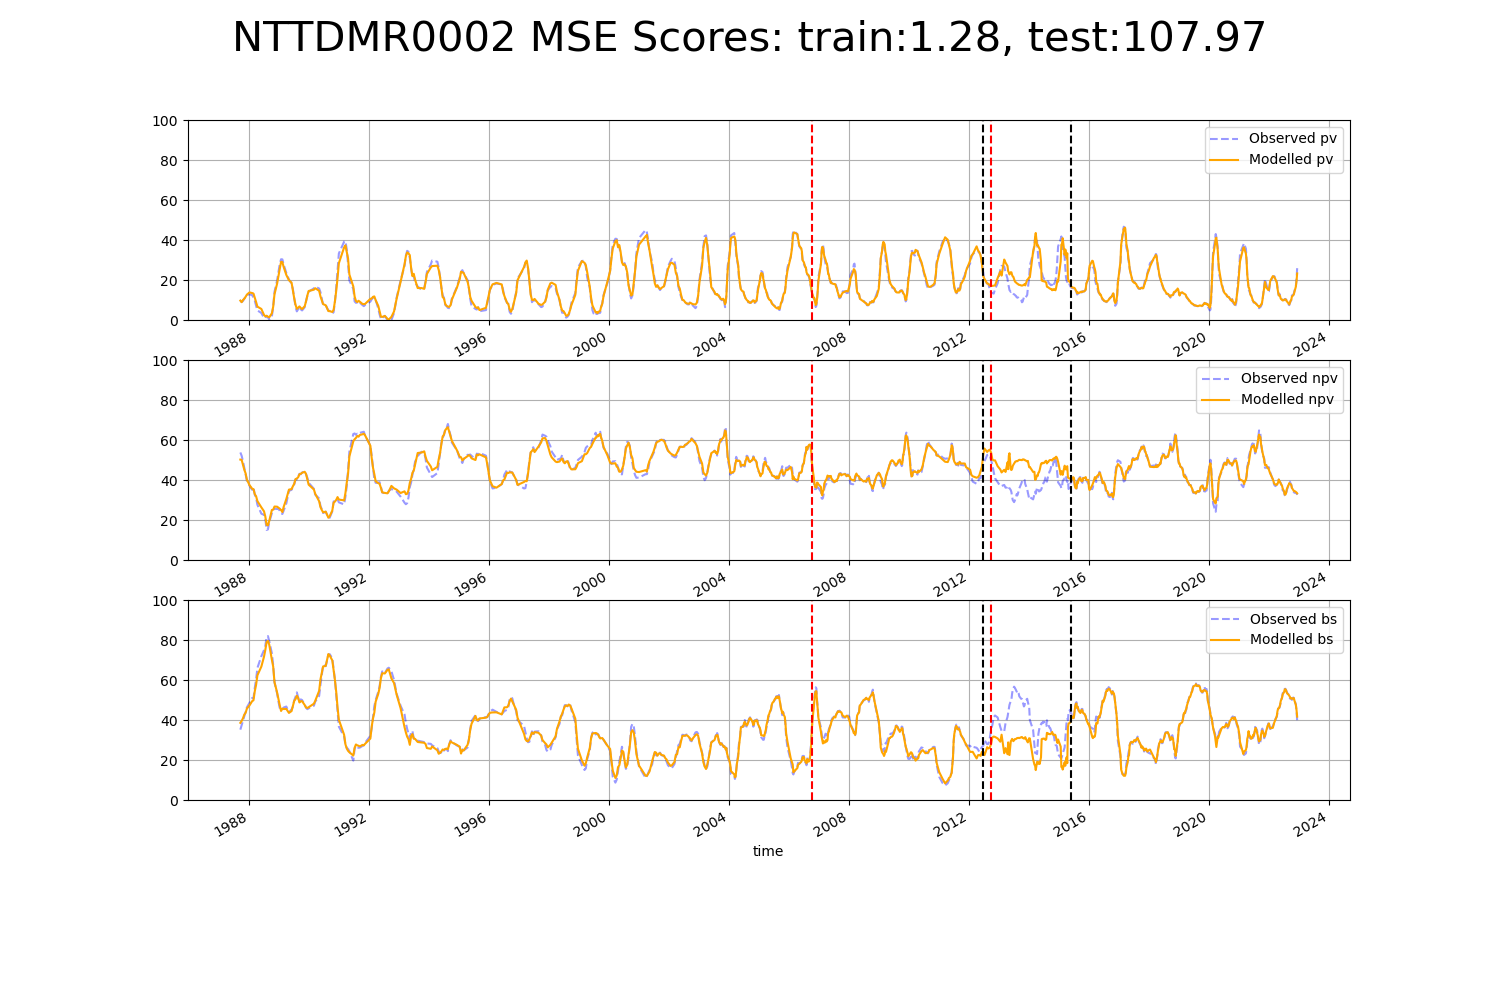 NTTDMR0002 MSE Scores: train:1.28, test:107.97
100
80
60
40
20
0
Observed pv
Modelled pv
1988 1992 1996 2000 2004 2008 2012 2016 2020 2024
100
80
60
40
20
0
Observed npv
Modelled npv
1988 1992 1996 2000 2004 2008 2012 2016 2020 2024
100
80
60
40
20
0
Observed bs
Modelled bs
1988 1992 1996 2000 2004 2008 2012 2016 2020 2024
time